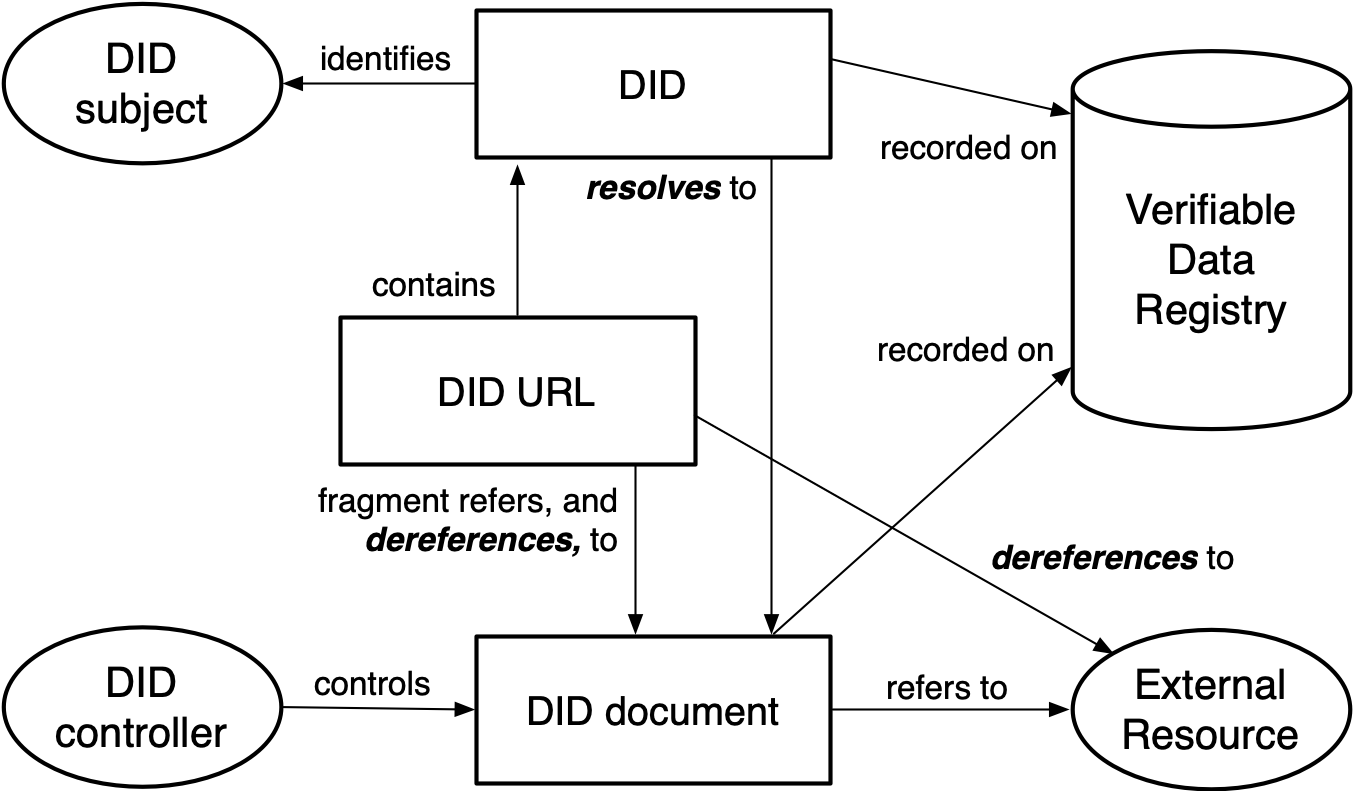 DID
subject
identifies
DID
recorded on
resolves to
Verifiable
Data
Registry
contains
DID URL
recorded on
fragment refers, and
dereferences, to
dereferences to
DID
controller
controls
DID document
refers to
External
Resource